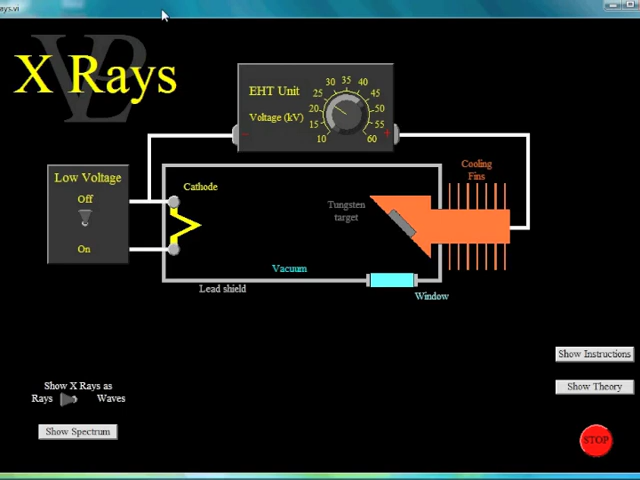 ays.vi
X Rays
EHT Unit
Voltage (kV)
10
15
20
25
30
35
40
45
50
55
60
-
+
Low Voltage
Off
On
Cathode
Tungsten
target
Cooling
Fins
Vacuum
Lead shield
Window
Show X Rays as
Rays
Waves
Show Spectrum
Show Instructions
Show Theory
STOP